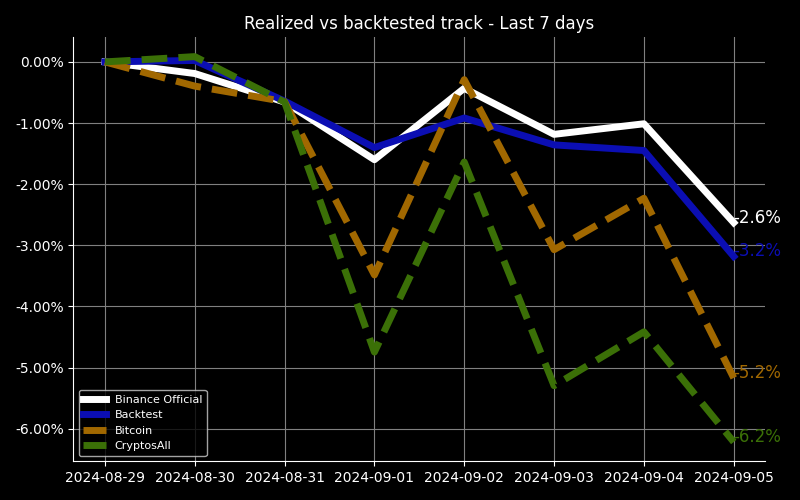 Realized vs backtested track - Last 7 days
0.00%
-1.00%
-2.00%
-3.00%
-4.00%
-5.00%
-6.00%
-2.6%
-3.2%
-5.2%
-6.2%
Binance Official
Backtest
Bitcoin
CryptosAll
2024-08-29 2024-08-30 2024-08-31 2024-09-01 2024-09-02 2024-09-03 2024-09-04 2024-09-05